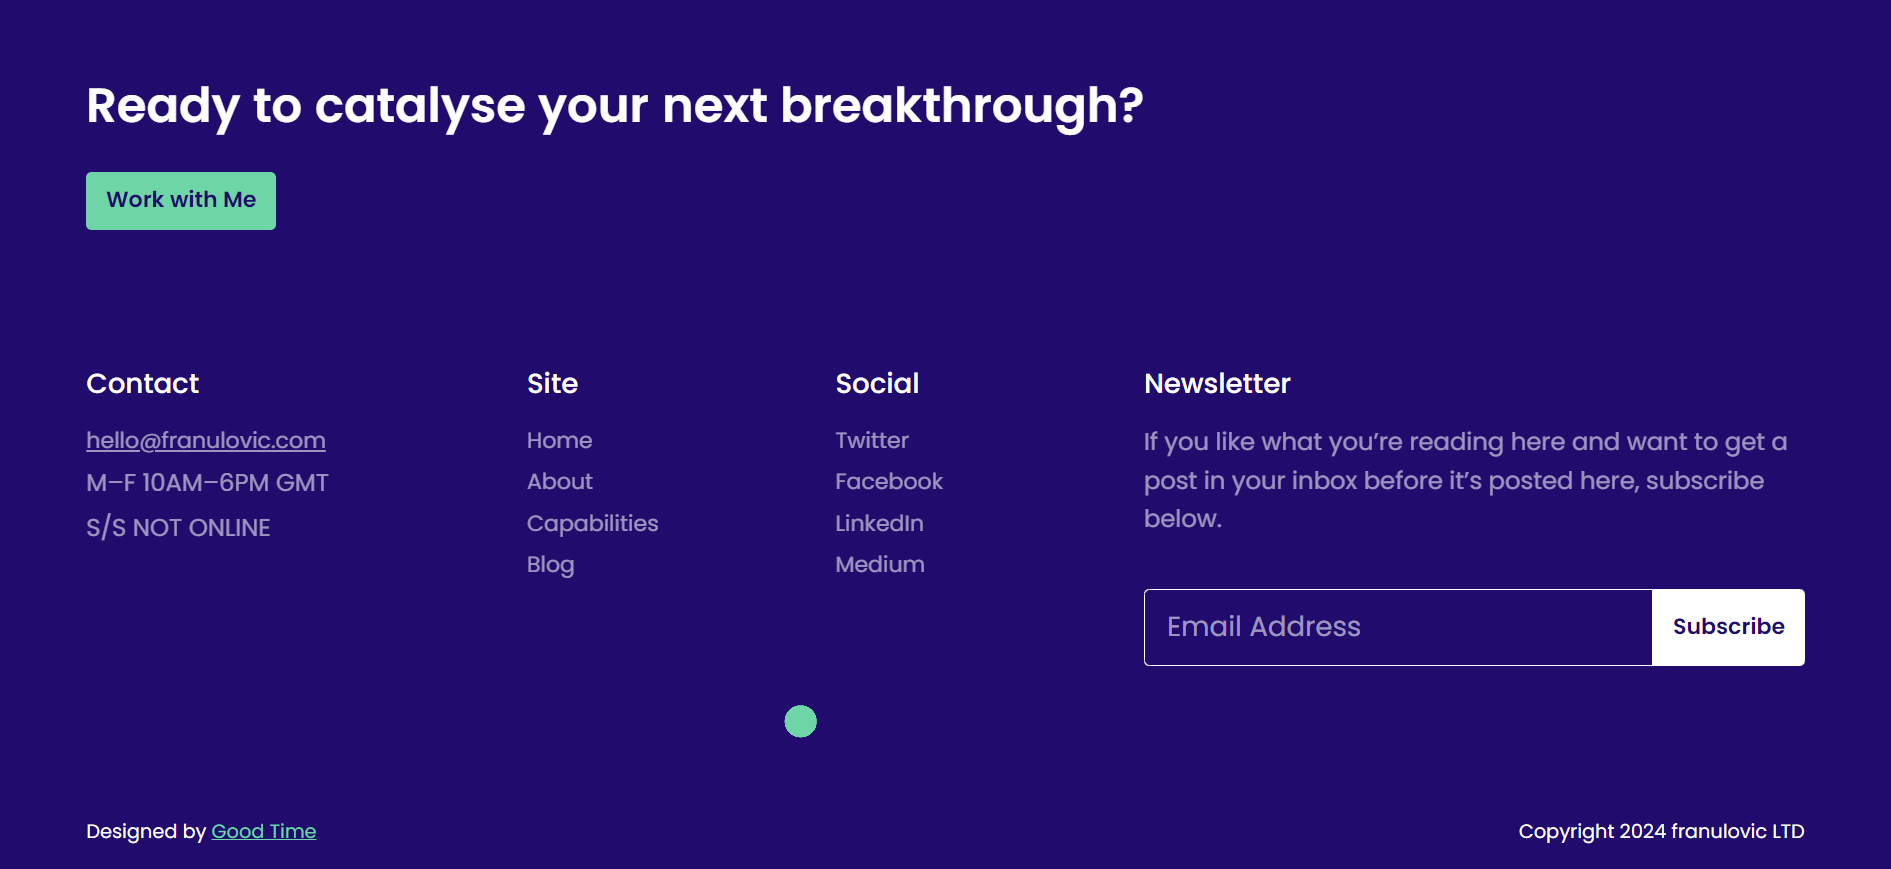 Ready to catalyse your next breakthrough?
Work with Me
Contact
hello@franulovic.com
M–F 10AM–6PM GMT
S/S NOT ONLINE
Site
Home
About
Capabilities
Blog
Social
Twitter
Facebook
LinkedIn
Medium
Newsletter
If you like what you’re reading here and want to get a
post in your inbox before it’s posted here, subscribe
below.
Email Address
Subscribe
Designed by Good Time
Copyright 2024 franulovic LTD